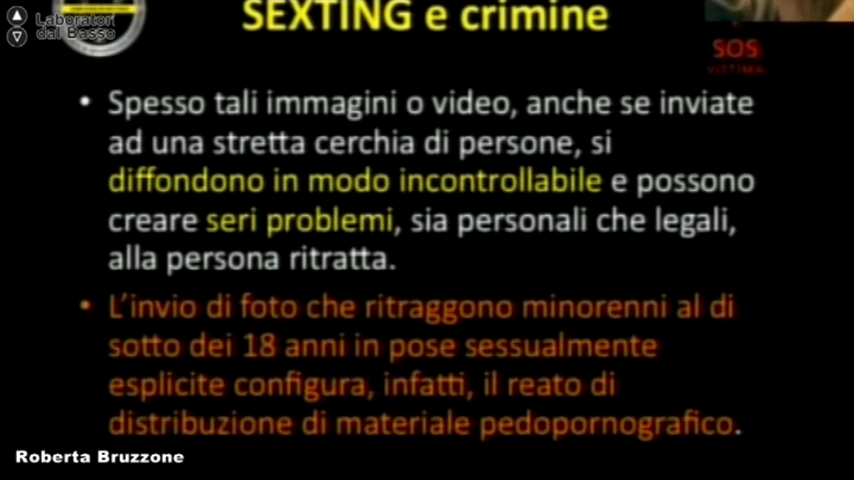 Laboratori
dal Basso
SEXTING e crimine
SOS
VITTIMA
• Spesso tali immagini o video, anche se inviate
ad una stretta cerchia di persone, si
diffondono in modo incontrollabile e possono
creare seri problemi, sia personali che legali,
alla persona ritratta.
• L'invio di foto che ritraggono minorenni al di
sotto dei 18 anni in pose sessualmente
esplicite configura, infatti, il reato di
distribuzione di materiale pedopornografico.
Roberta Bruzzone